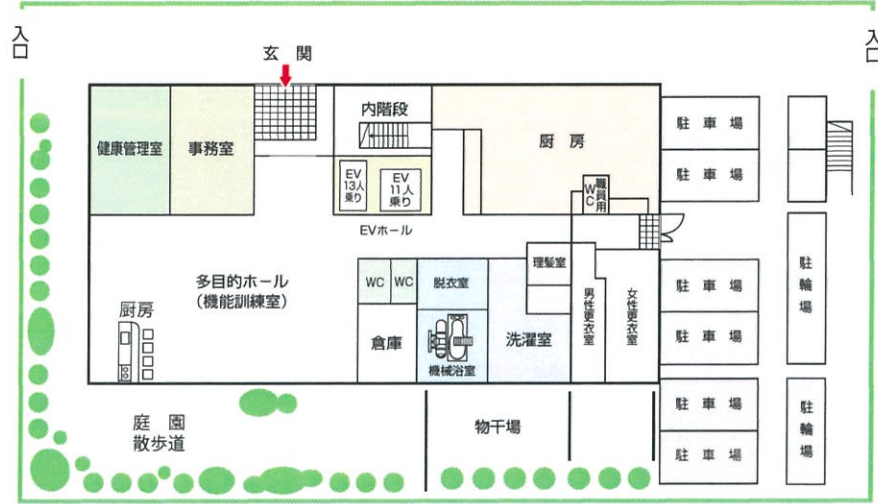 入口
入口
玄関
健康管理室
事務室
内階段
厨房
駐車場
駐車場
EV
13人
乗り
EV
11人
乗り
職員用
WC
EVホール
多目的ホール
(機能訓練室)
WC
WC
脱衣室
理髪室
駐車場
駐輪場
厨房
倉庫
機械浴室
洗濯室
男性更衣室
女性更衣室
駐車場
庭園
散歩道
物干場
駐車場
駐車場
駐輪場